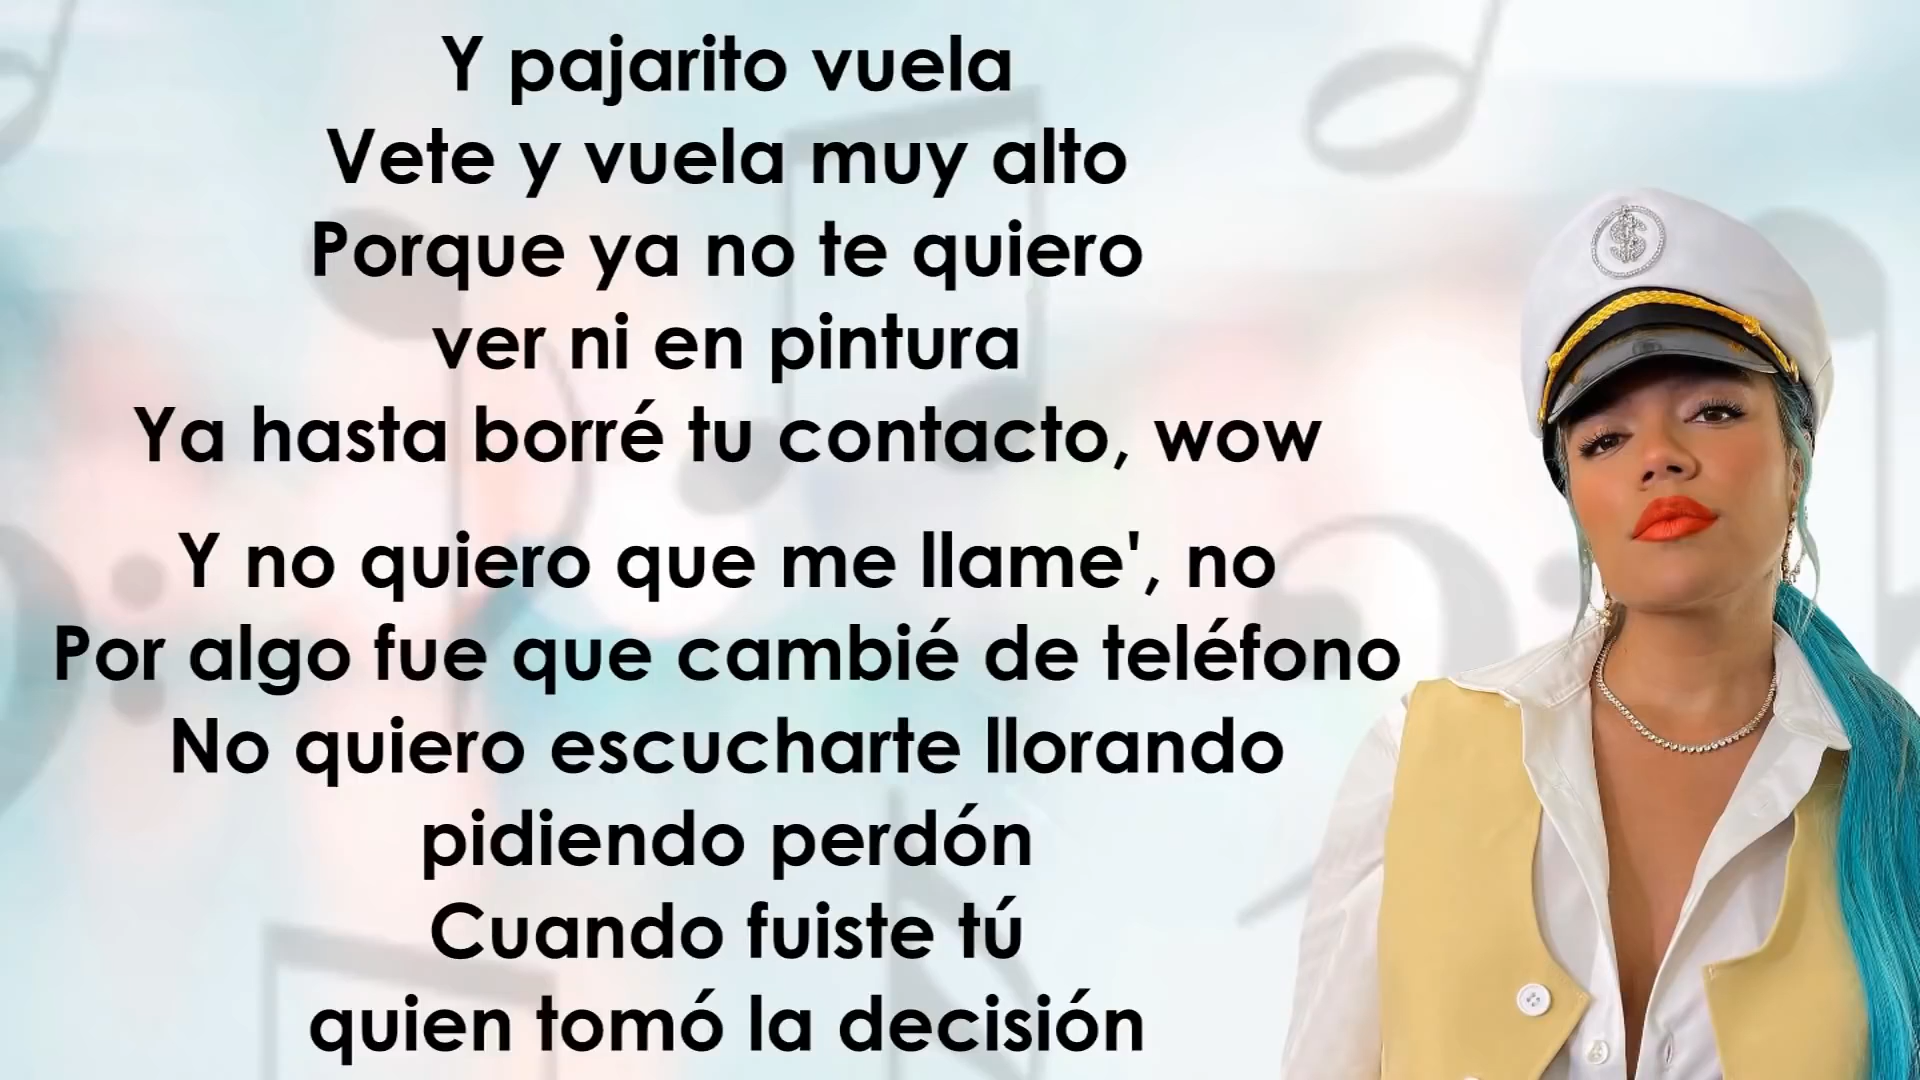 Y pajarito vuela
Vete y vuela muy alto
Porque ya no te quiero
ver ni en pintura
Ya hasta borré tu contacto, wow
Y no quiero que me llame', no
Por algo fue que cambié de teléfono
No quiero escucharte llorando
pidiendo perdón
Cuando fuiste tú
quien tomó la decisión